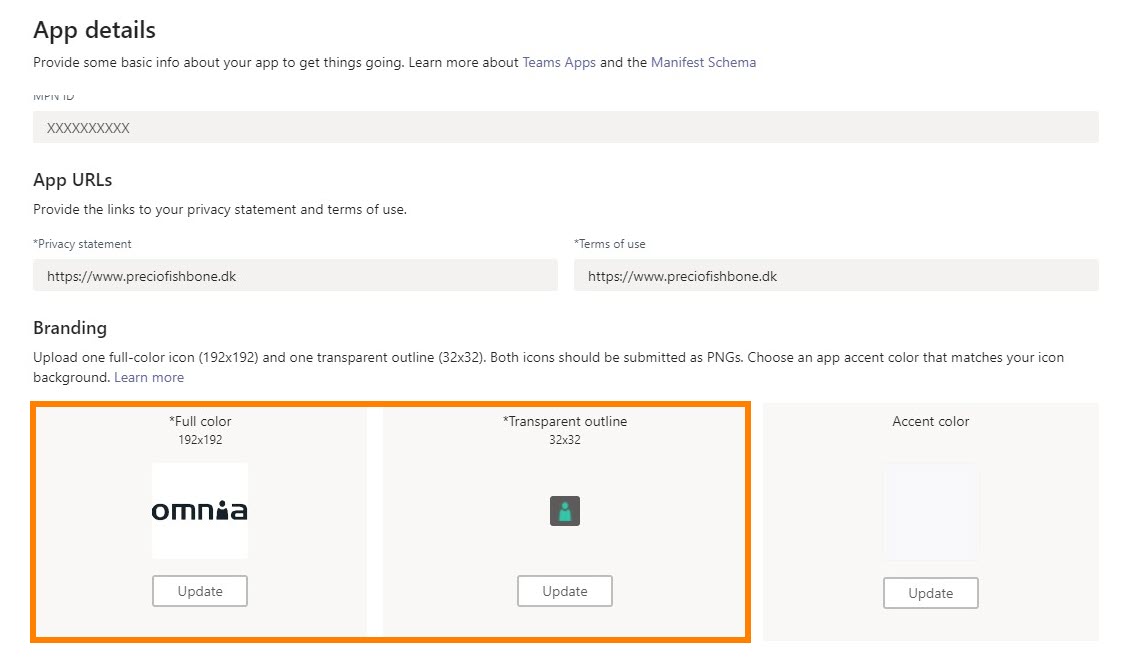 App details
Provide some basic info about your app to get things going. Learn more about Teams Apps and the Manifest Schema
MPN ID
XXXXXXXXXX
App URLs
Provide the links to your privacy statement and terms of use.
*Privacy statement
*Terms of use
https://www.preciofishbone.dk
https://www.preciofishbone.dk
Branding
Upload one full-color icon (192x192) and one transparent outline (32x32). Both icons should be submitted as PNGs. Choose an app accent color that matches your icon
background. Learn more
*Full color
192x192
omnia
Update
*Transparent outline
32x32
Update
Accent color
Update